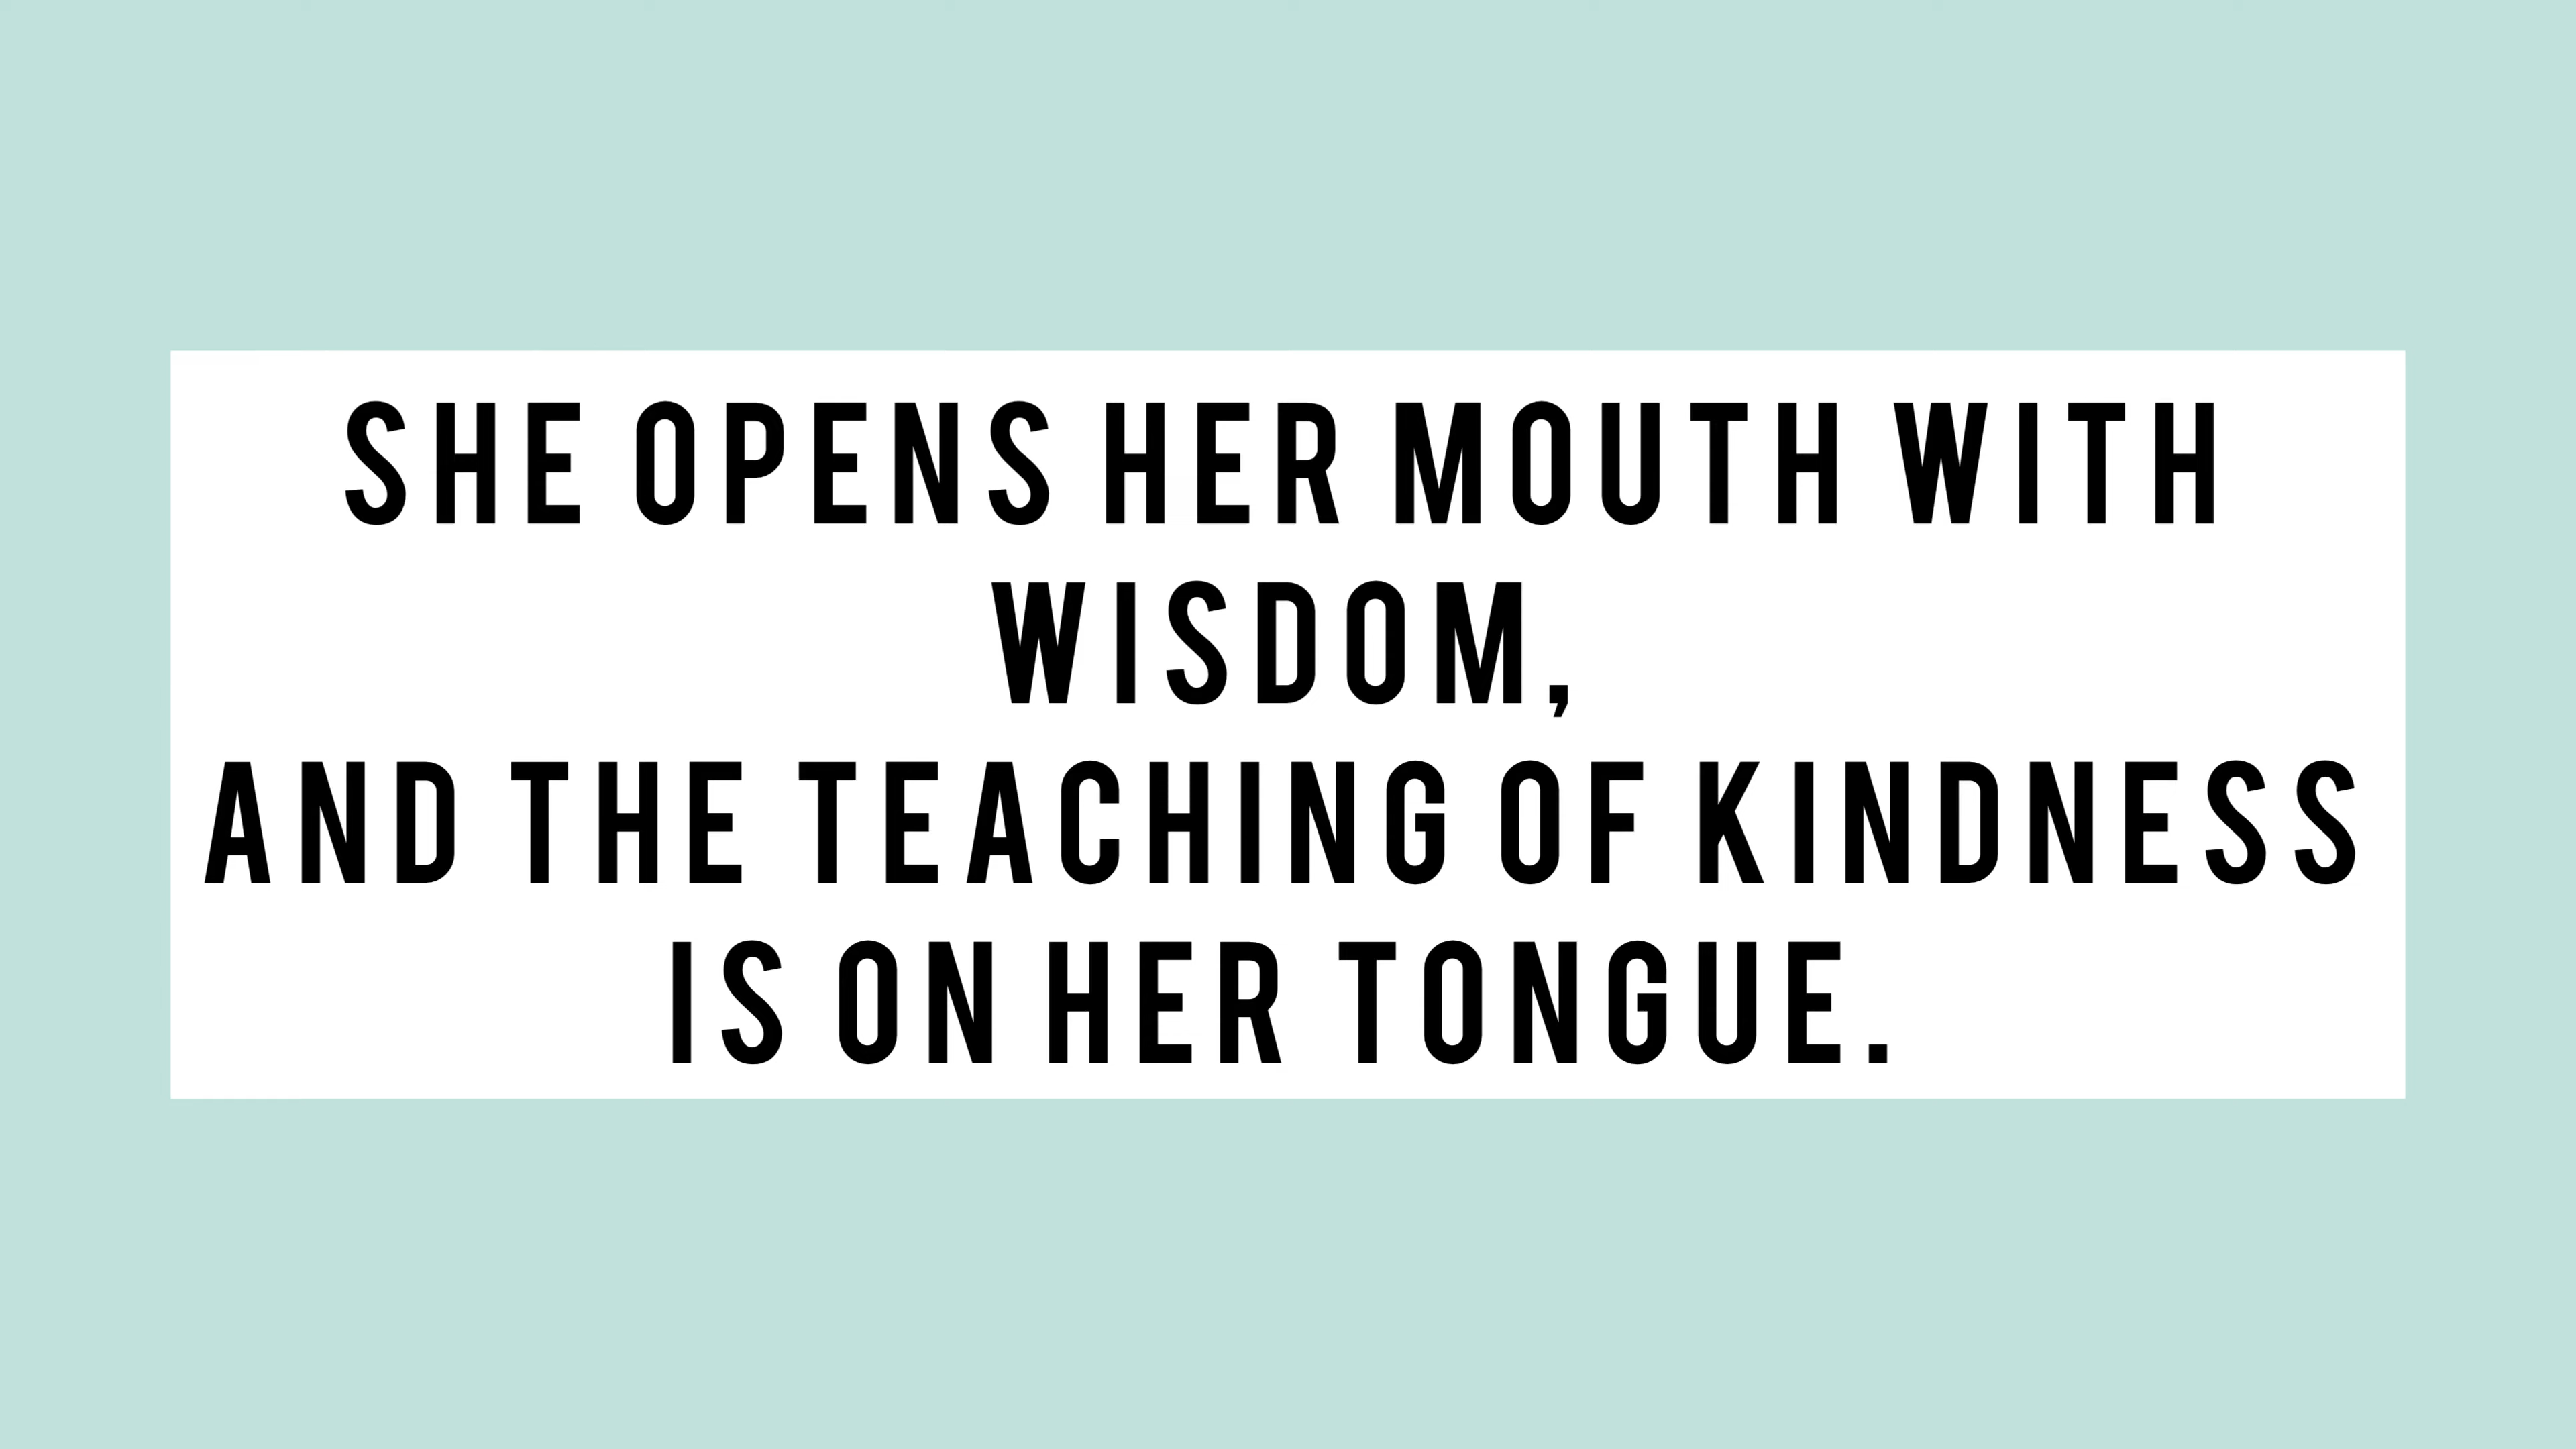 SHE OPENS HER MOUTH WITH
WISDOM,
AND THE TEACHING OF KINDNESS
IS ON HER TONGUE.